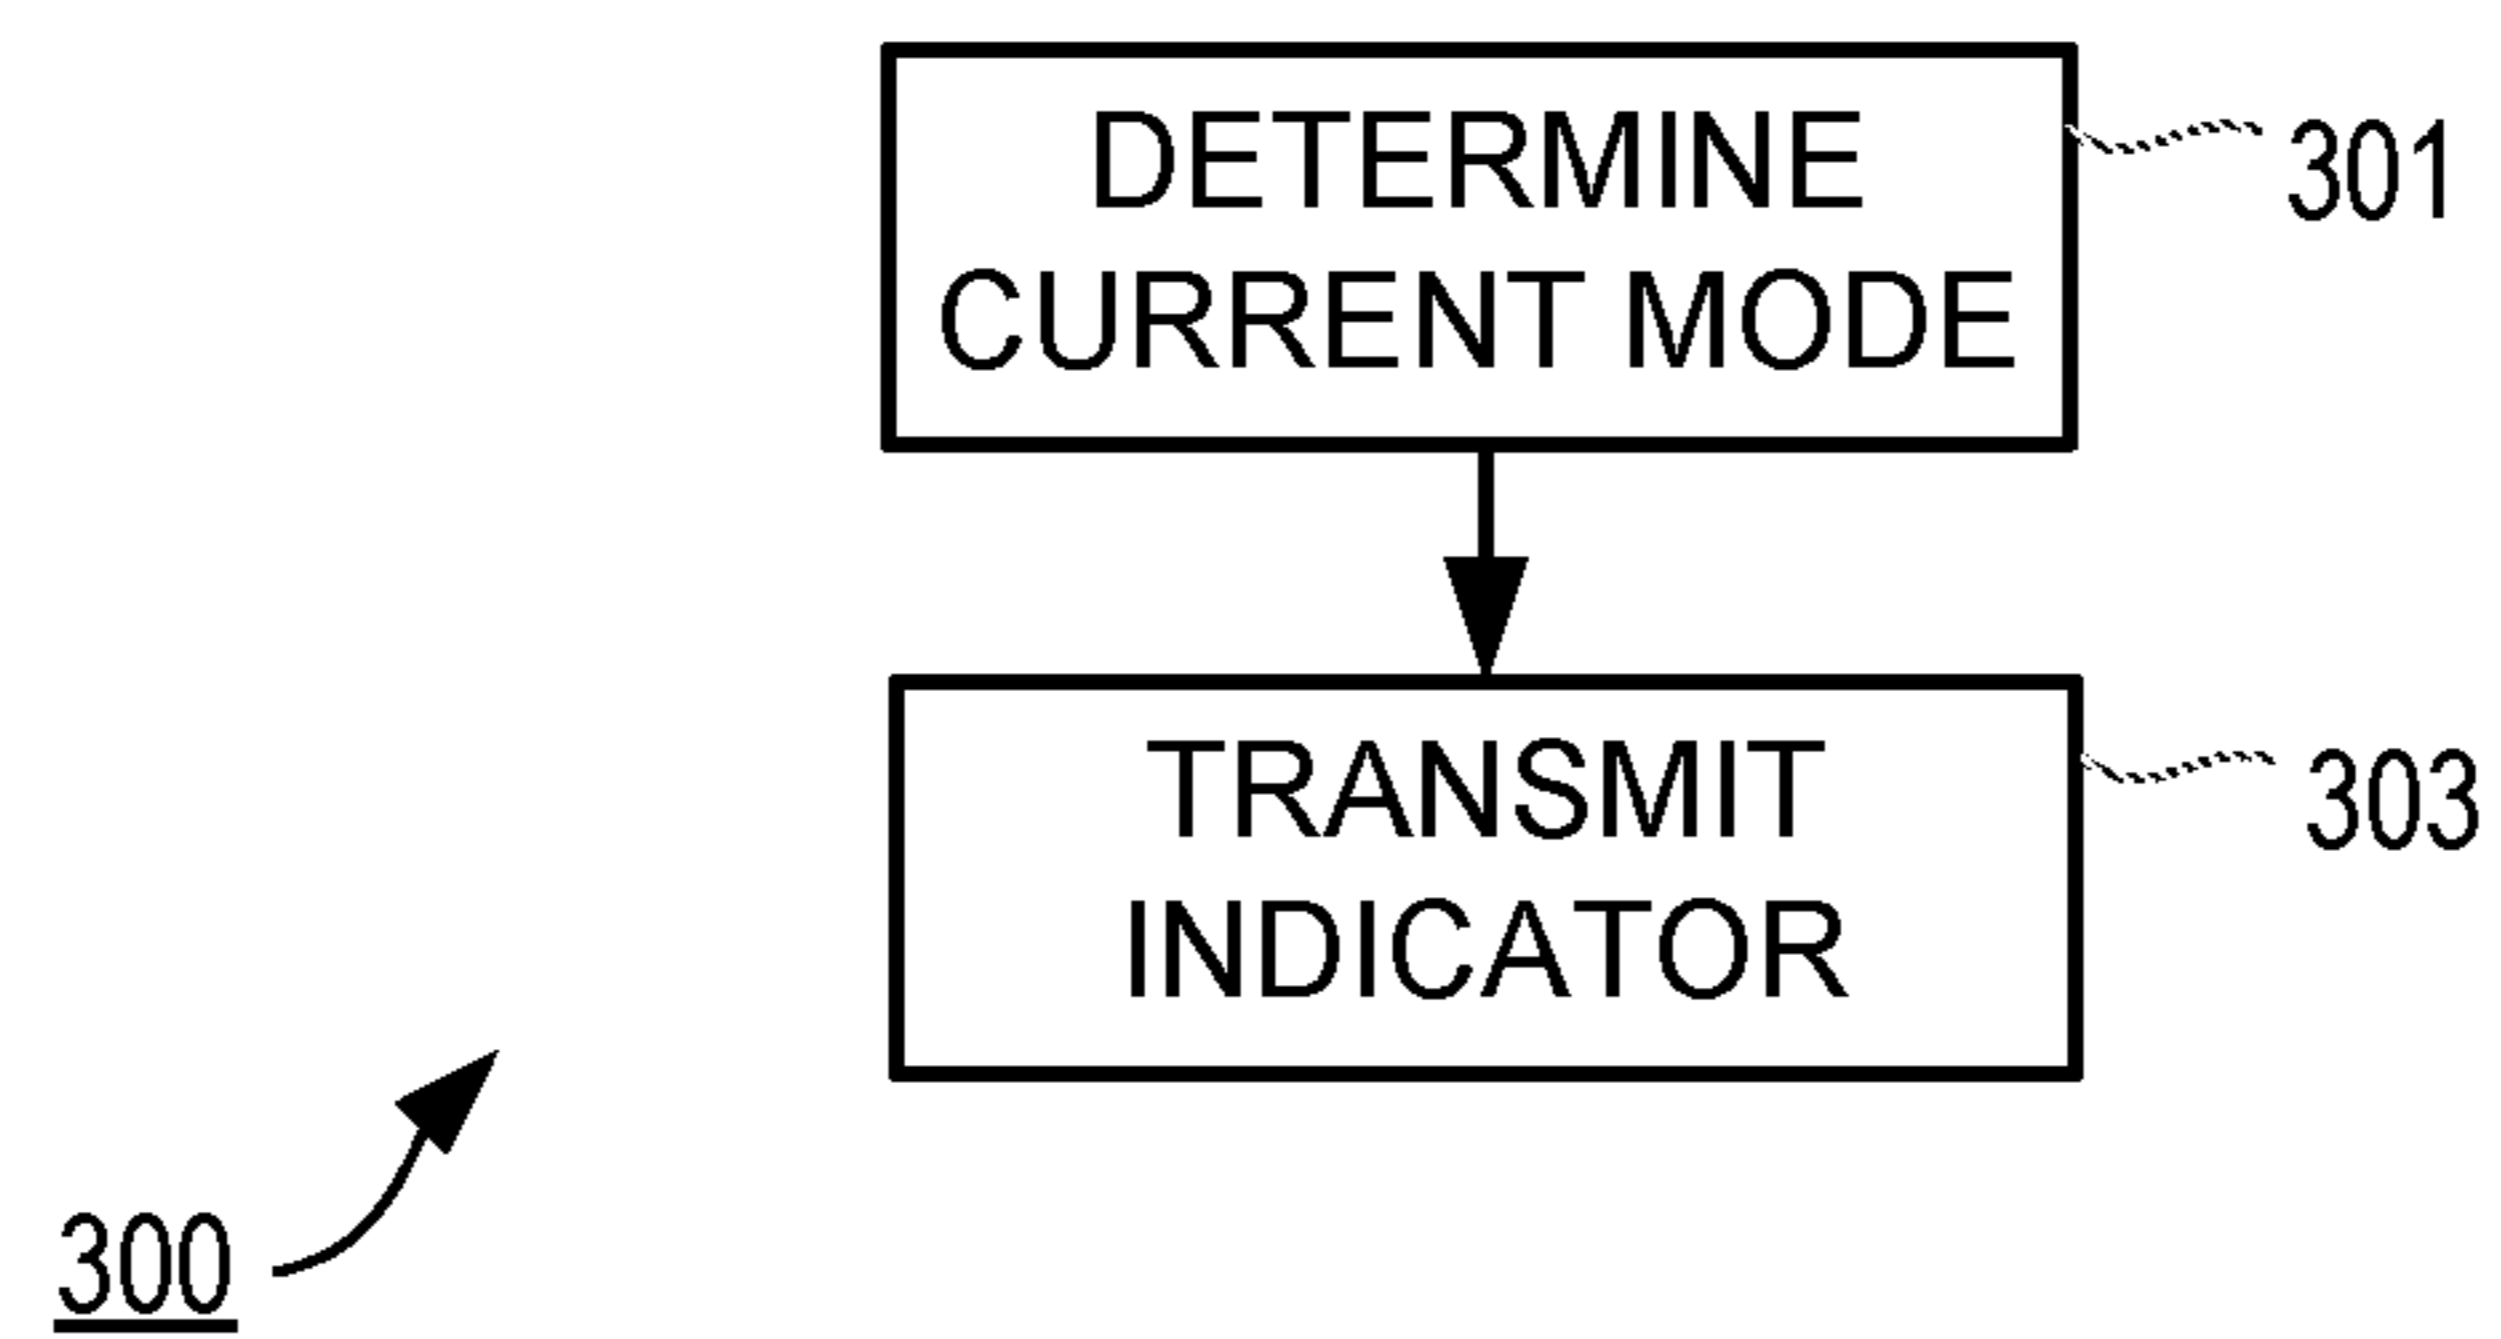 DETERMINE
CURRENT MODE
301
TRANSMIT
INDICATOR
303
300